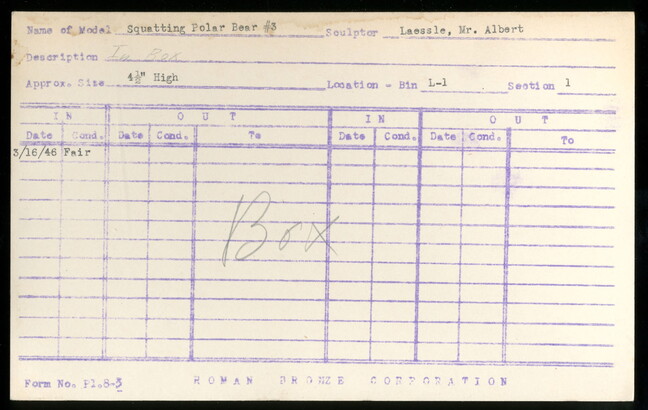 Name of Model Squatting Polar Bear #3 Sculptor Laessle, Mr. Albert
Description In Box
Approx. Size 4½" High Location - Bin L-1 Section 1
IN OUT IN OUT
Date Cond. Date Cond. To Date Cond. Date Cond. To
3/16/46 Fair
Box
Form No. P1.8-3 ROMAN BRONZE CORPORATION